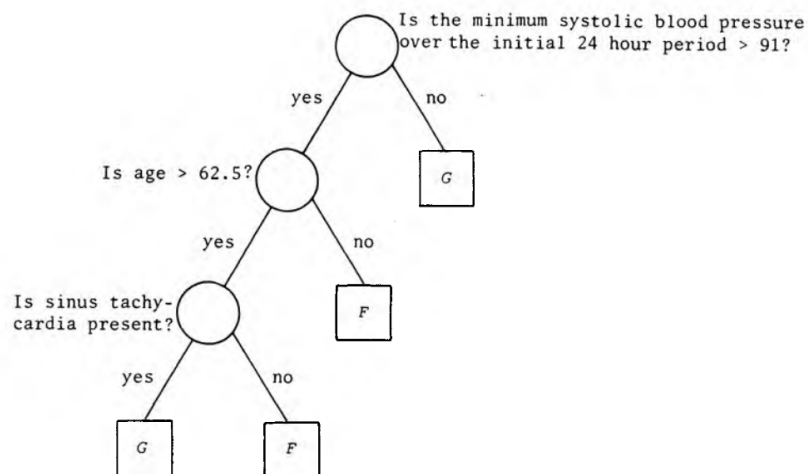 Is the minimum systolic blood pressure
over the initial 24 hour period > 91?
yes
no
Is age > 62.5?
G
yes
no
Is sinus tachy-
cardia present?
F
yes
no
G
F